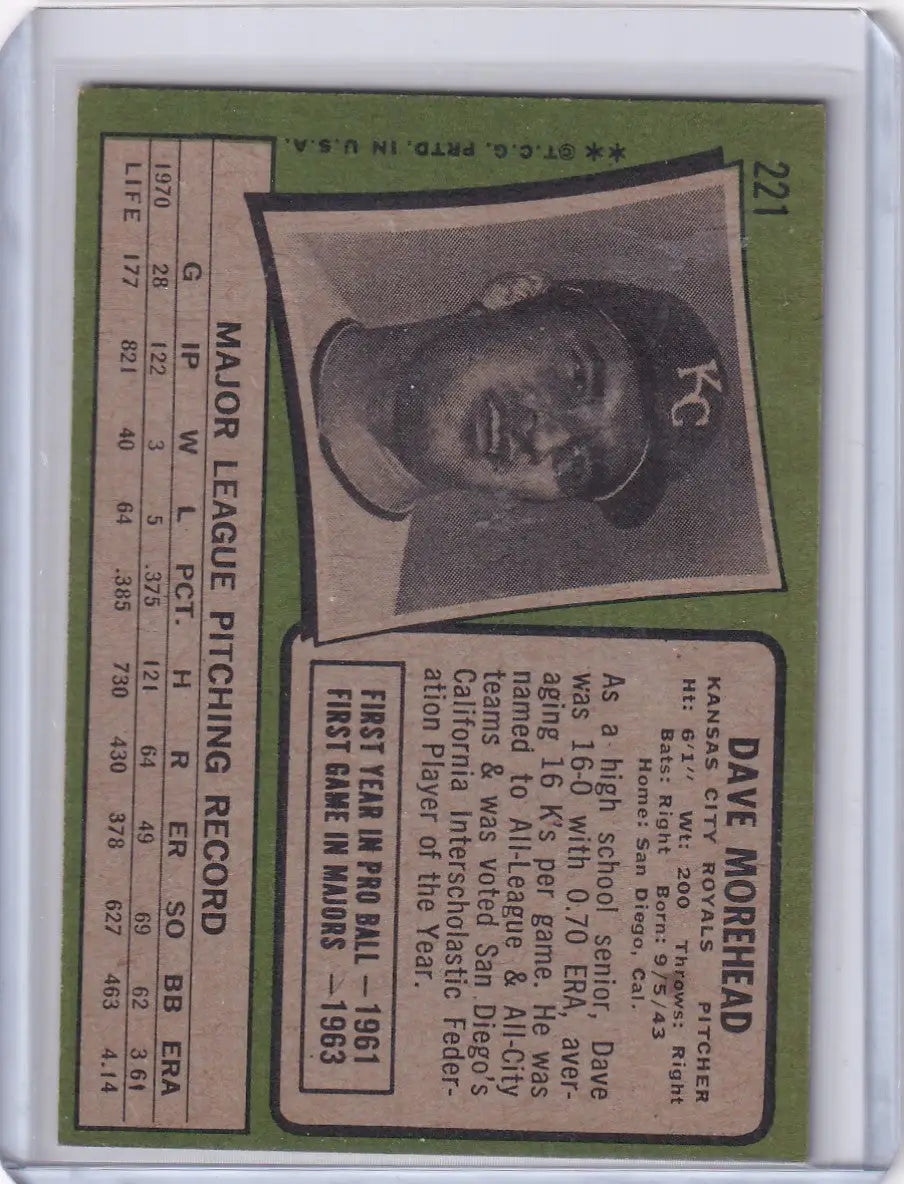 221
** © T.C.G. PRTD. IN U.S.A.
KC
DAVE MOREHEAD
KANSAS CITY ROYALS PITCHER
Ht: 6'1" Wt: 200 Throws: Right
Bats: Right Born: 9/5/43
Home: San Diego, Cal.
As a high school senior, Dave
was 16-0 with 0.70 ERA, aver-
aging 16 K's per game. He was
named to All-League & All-City
teams & was voted San Diego's
California Interscholastic Feder-
ation Player of the Year.
FIRST YEAR IN PRO BALL — 1961
FIRST GAME IN MAJORS — 1963
MAJOR LEAGUE PITCHING RECORD
G IP W L PCT. H R ER SO BB ERA
1970 28 122 3 5 .375 121 64 49 69 62 3.61
LIFE 177 821 40 64 .385 730 430 378 627 463 4.14